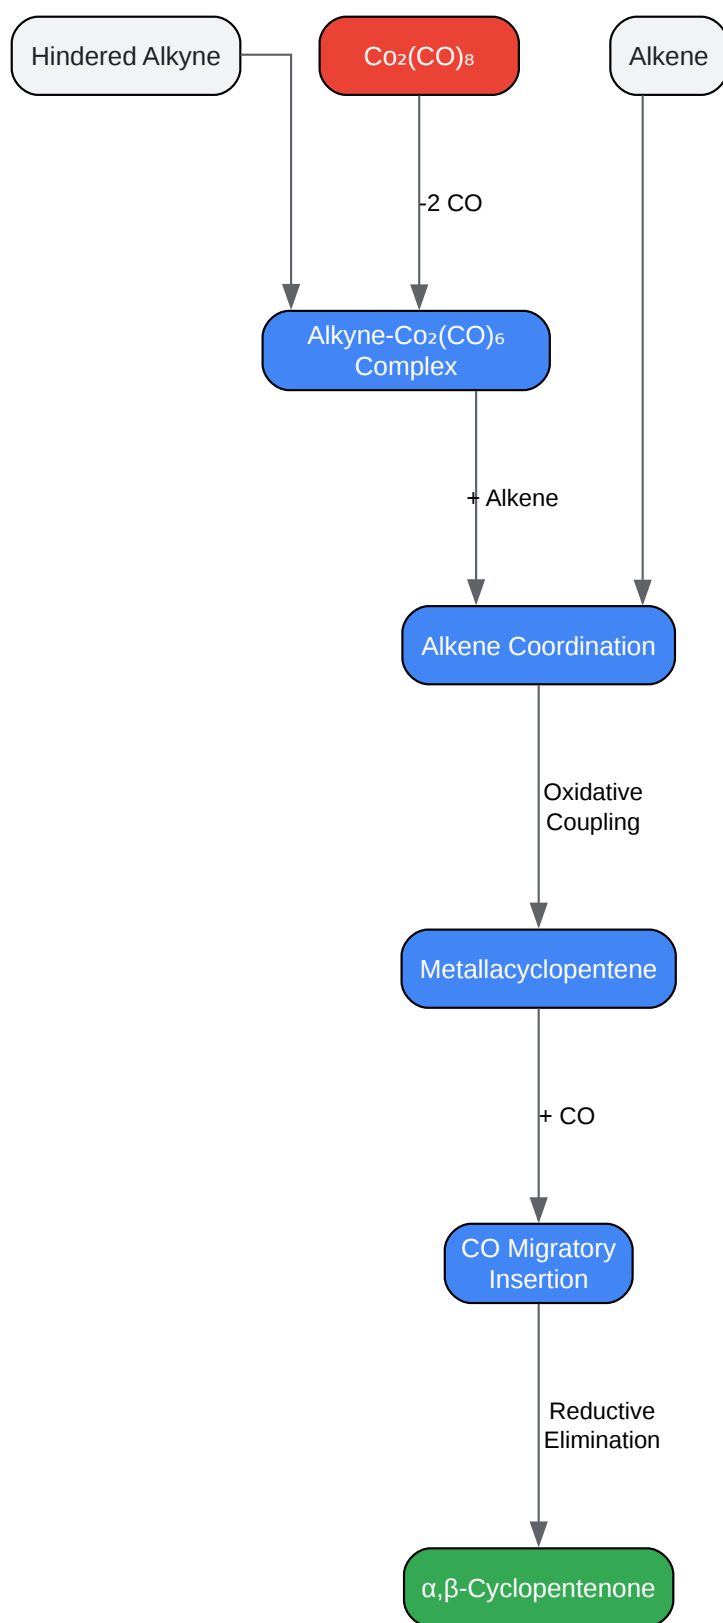 Hindered Alkyne
Co₂(CO)₈
Alkene
-2 CO
Alkyne-Co₂(CO)₆
Complex
+ Alkene
Alkene Coordination
Oxidative
Coupling
Metallacyclopentene
+ CO
CO Migratory
Insertion
Reductive
Elimination
α,β-Cyclopentenone